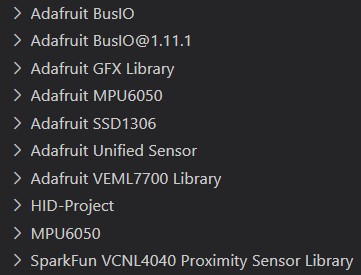 Adafruit BusIO
Adafruit BusIO@1.11.1
Adafruit GFX Library
Adafruit MPU6050
Adafruit SSD1306
Adafruit Unified Sensor
Adafruit VEML7700 Library
HID-Project
MPU6050
SparkFun VCNL4040 Proximity Sensor Library